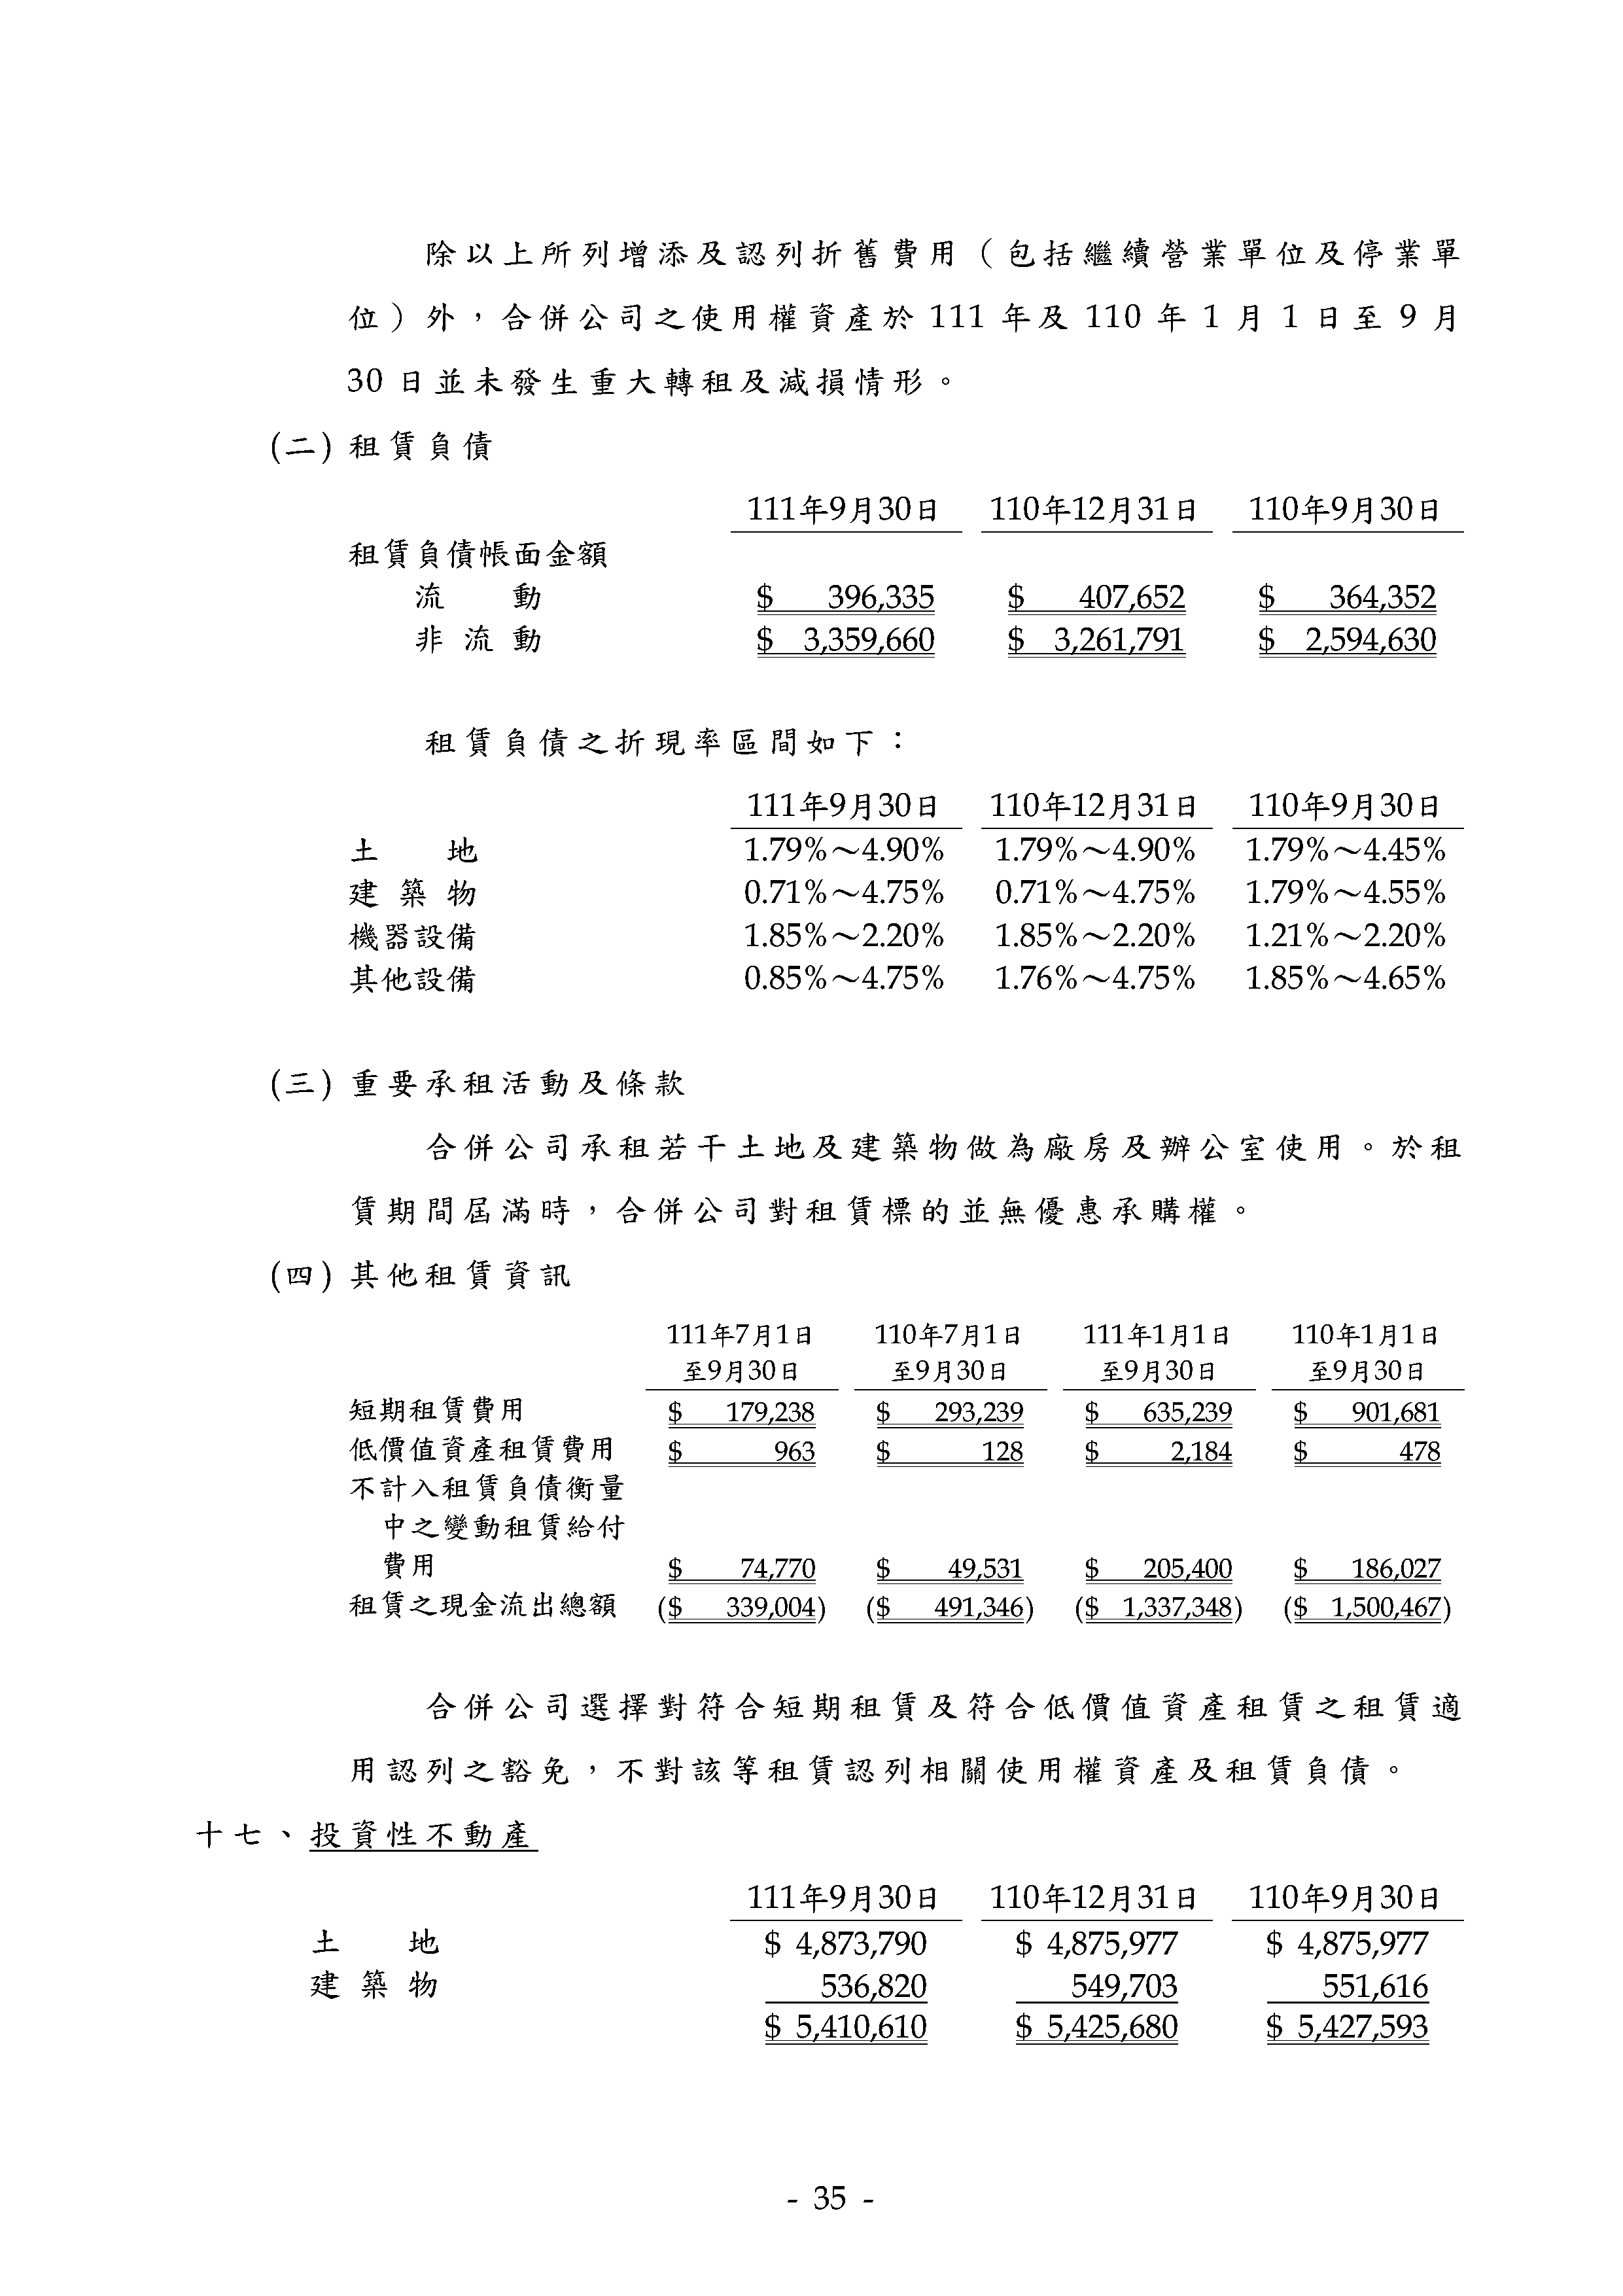 除以上所列增添及認列折舊費用（包括繼續營業單位及停業單
位）外，合併公司之使用權資產於 111 年及 110 年 1 月 1 日至 9 月
30 日並未發生重大轉租及減損情形。
(二) 租賃負債
111年9月30日 110年12月31日 110年9月30日
租賃負債帳面金額
流 動 $ 396,335 $ 407,652 $ 364,352
非 流 動 $ 3,359,660 $ 3,261,791 $ 2,594,630
租賃負債之折現率區間如下：
111年9月30日 110年12月31日 110年9月30日
土 地 1.79%～4.90% 1.79%～4.90% 1.79%～4.45%
建 築 物 0.71%～4.75% 0.71%～4.75% 1.79%～4.55%
機器設備 1.85%～2.20% 1.85%～2.20% 1.21%～2.20%
其他設備 0.85%～4.75% 1.76%～4.75% 1.85%～4.65%
(三) 重要承租活動及條款
合併公司承租若干土地及建築物做為廠房及辦公室使用。於租
賃期間屆滿時，合併公司對租賃標的並無優惠承購權。
(四) 其他租賃資訊
111年7月1日 110年7月1日 111年1月1日 110年1月1日
至9月30日 至9月30日 至9月30日 至9月30日
短期租賃費用 $ 179,238 $ 293,239 $ 635,239 $ 901,681
低價值資產租賃費用 $ 963 $ 128 $ 2,184 $ 478
不計入租賃負債衡量
中之變動租賃給付
費用 $ 74,770 $ 49,531 $ 205,400 $ 186,027
租賃之現金流出總額 ($ 339,004) ($ 491,346) ($ 1,337,348) ($ 1,500,467)
合併公司選擇對符合短期租賃及符合低價值資產租賃之租賃適
用認列之豁免，不對該等租賃認列相關使用權資產及租賃負債。
十七、投資性不動產
111年9月30日 110年12月31日 110年9月30日
土 地 $ 4,873,790 $ 4,875,977 $ 4,875,977
建 築 物 536,820 549,703 551,616
$ 5,410,610 $ 5,425,680 $ 5,427,593
- 35 -